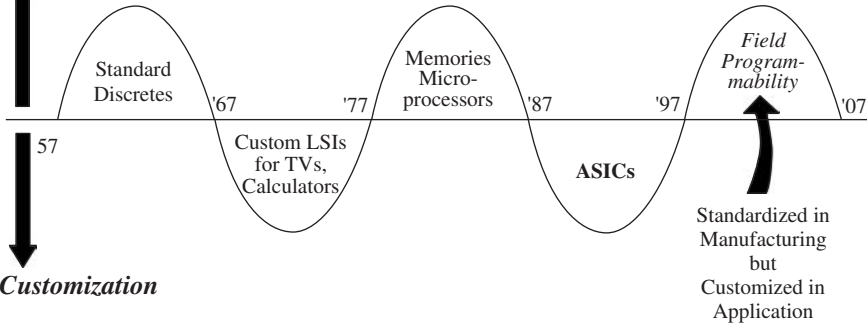 Standard
Discretes
'67
57
Custom LSIs
for TVs,
Calculators
'77
Memories
Micro-
processors
'87
ASICs
'97
Field
Program-
mability
'07
Standardized in
Manufacturing
but
Customized in
Application
Customization